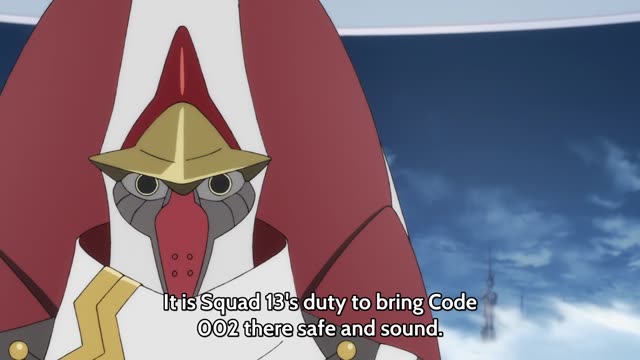 It is Squad 13's duty to bring Code
002 there safe and sound.